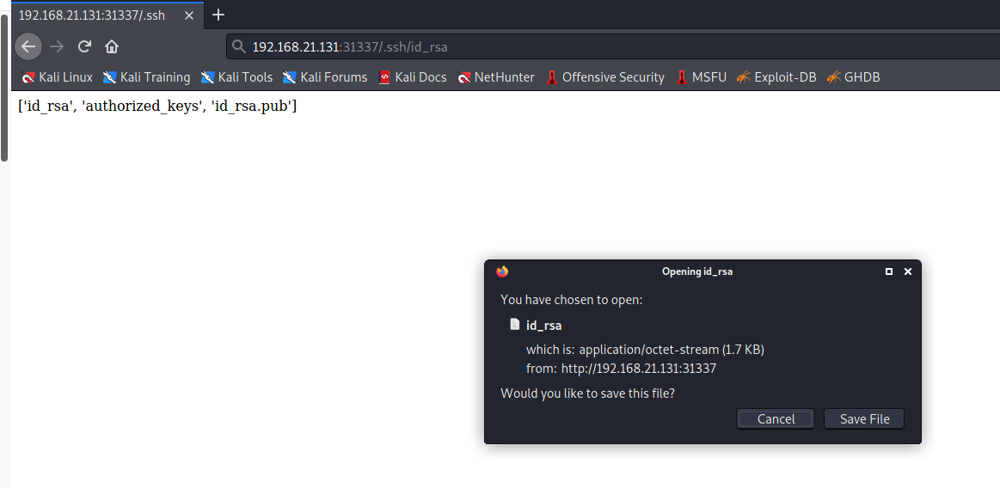 192.168.21.131:31337/.ssh
192.168.21.131:31337/.ssh/id_rsa
Kali Linux Kali Training Kali Tools Kali Forums Kali Docs NetHunter Offensive Security MSFU Exploit-DB GHDB
['id_rsa', 'authorized_keys', 'id_rsa.pub']
Opening id_rsa
You have chosen to open:
id_rsa
which is: application/octet-stream (1.7 KB)
from: http://192.168.21.131:31337
Would you like to save this file?
Cancel Save File